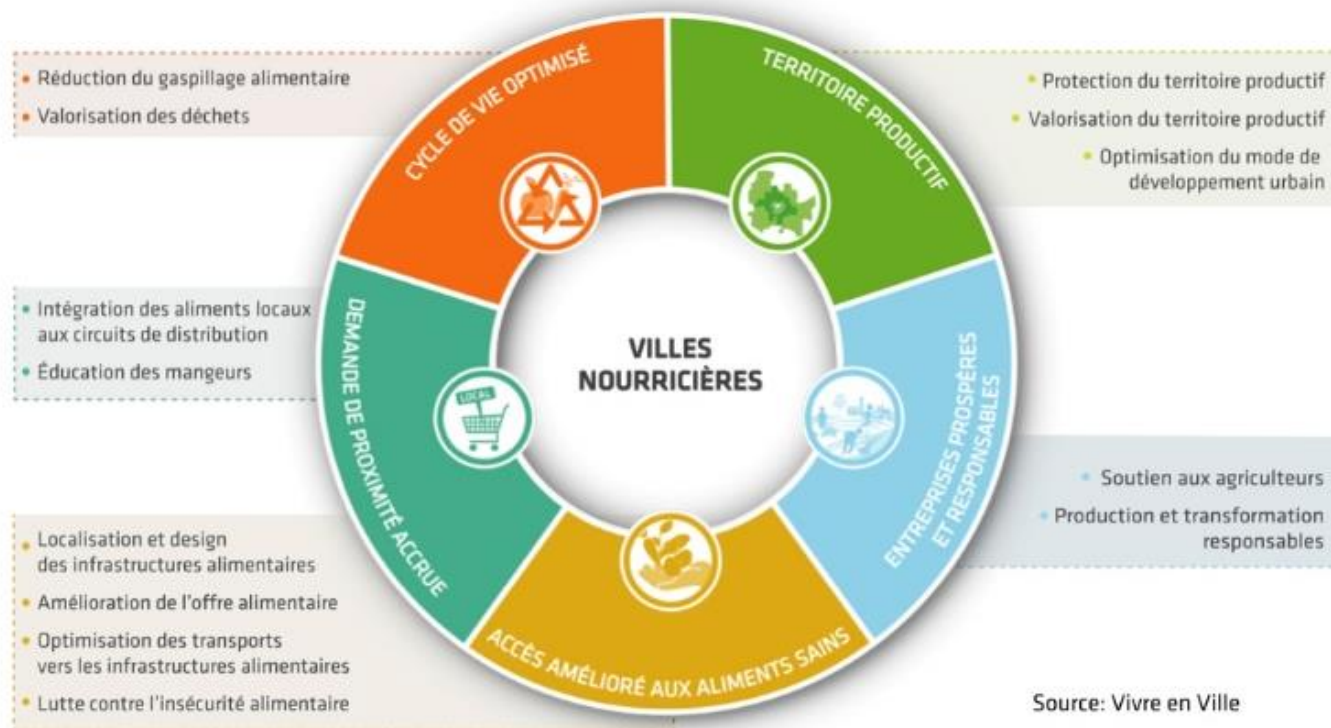 CYCLE DE VIE OPTIMISÉ
• Réduction du gaspillage alimentaire
• Valorisation des déchets
TERRITOIRE PRODUCTIF
• Protection du territoire productif
• Valorisation du territoire productif
• Optimisation du mode de
développement urbain
DEMANDE DE PROXIMITÉ ACCRUE
• Intégration des aliments locaux
aux circuits de distribution
• Éducation des mangeurs
LOCAL
VILLES
NOURRICIÈRES
ENTREPRISES PROSPÈRES
ET RESPONSABLES
• Soutien aux agriculteurs
• Production et transformation
responsables
ACCÈS AMÉLIORÉ AUX ALIMENTS SAINS
• Localisation et design
des infrastructures alimentaires
• Amélioration de l'offre alimentaire
• Optimisation des transports
vers les infrastructures alimentaires
• Lutte contre l'insécurité alimentaire
Source: Vivre en Ville